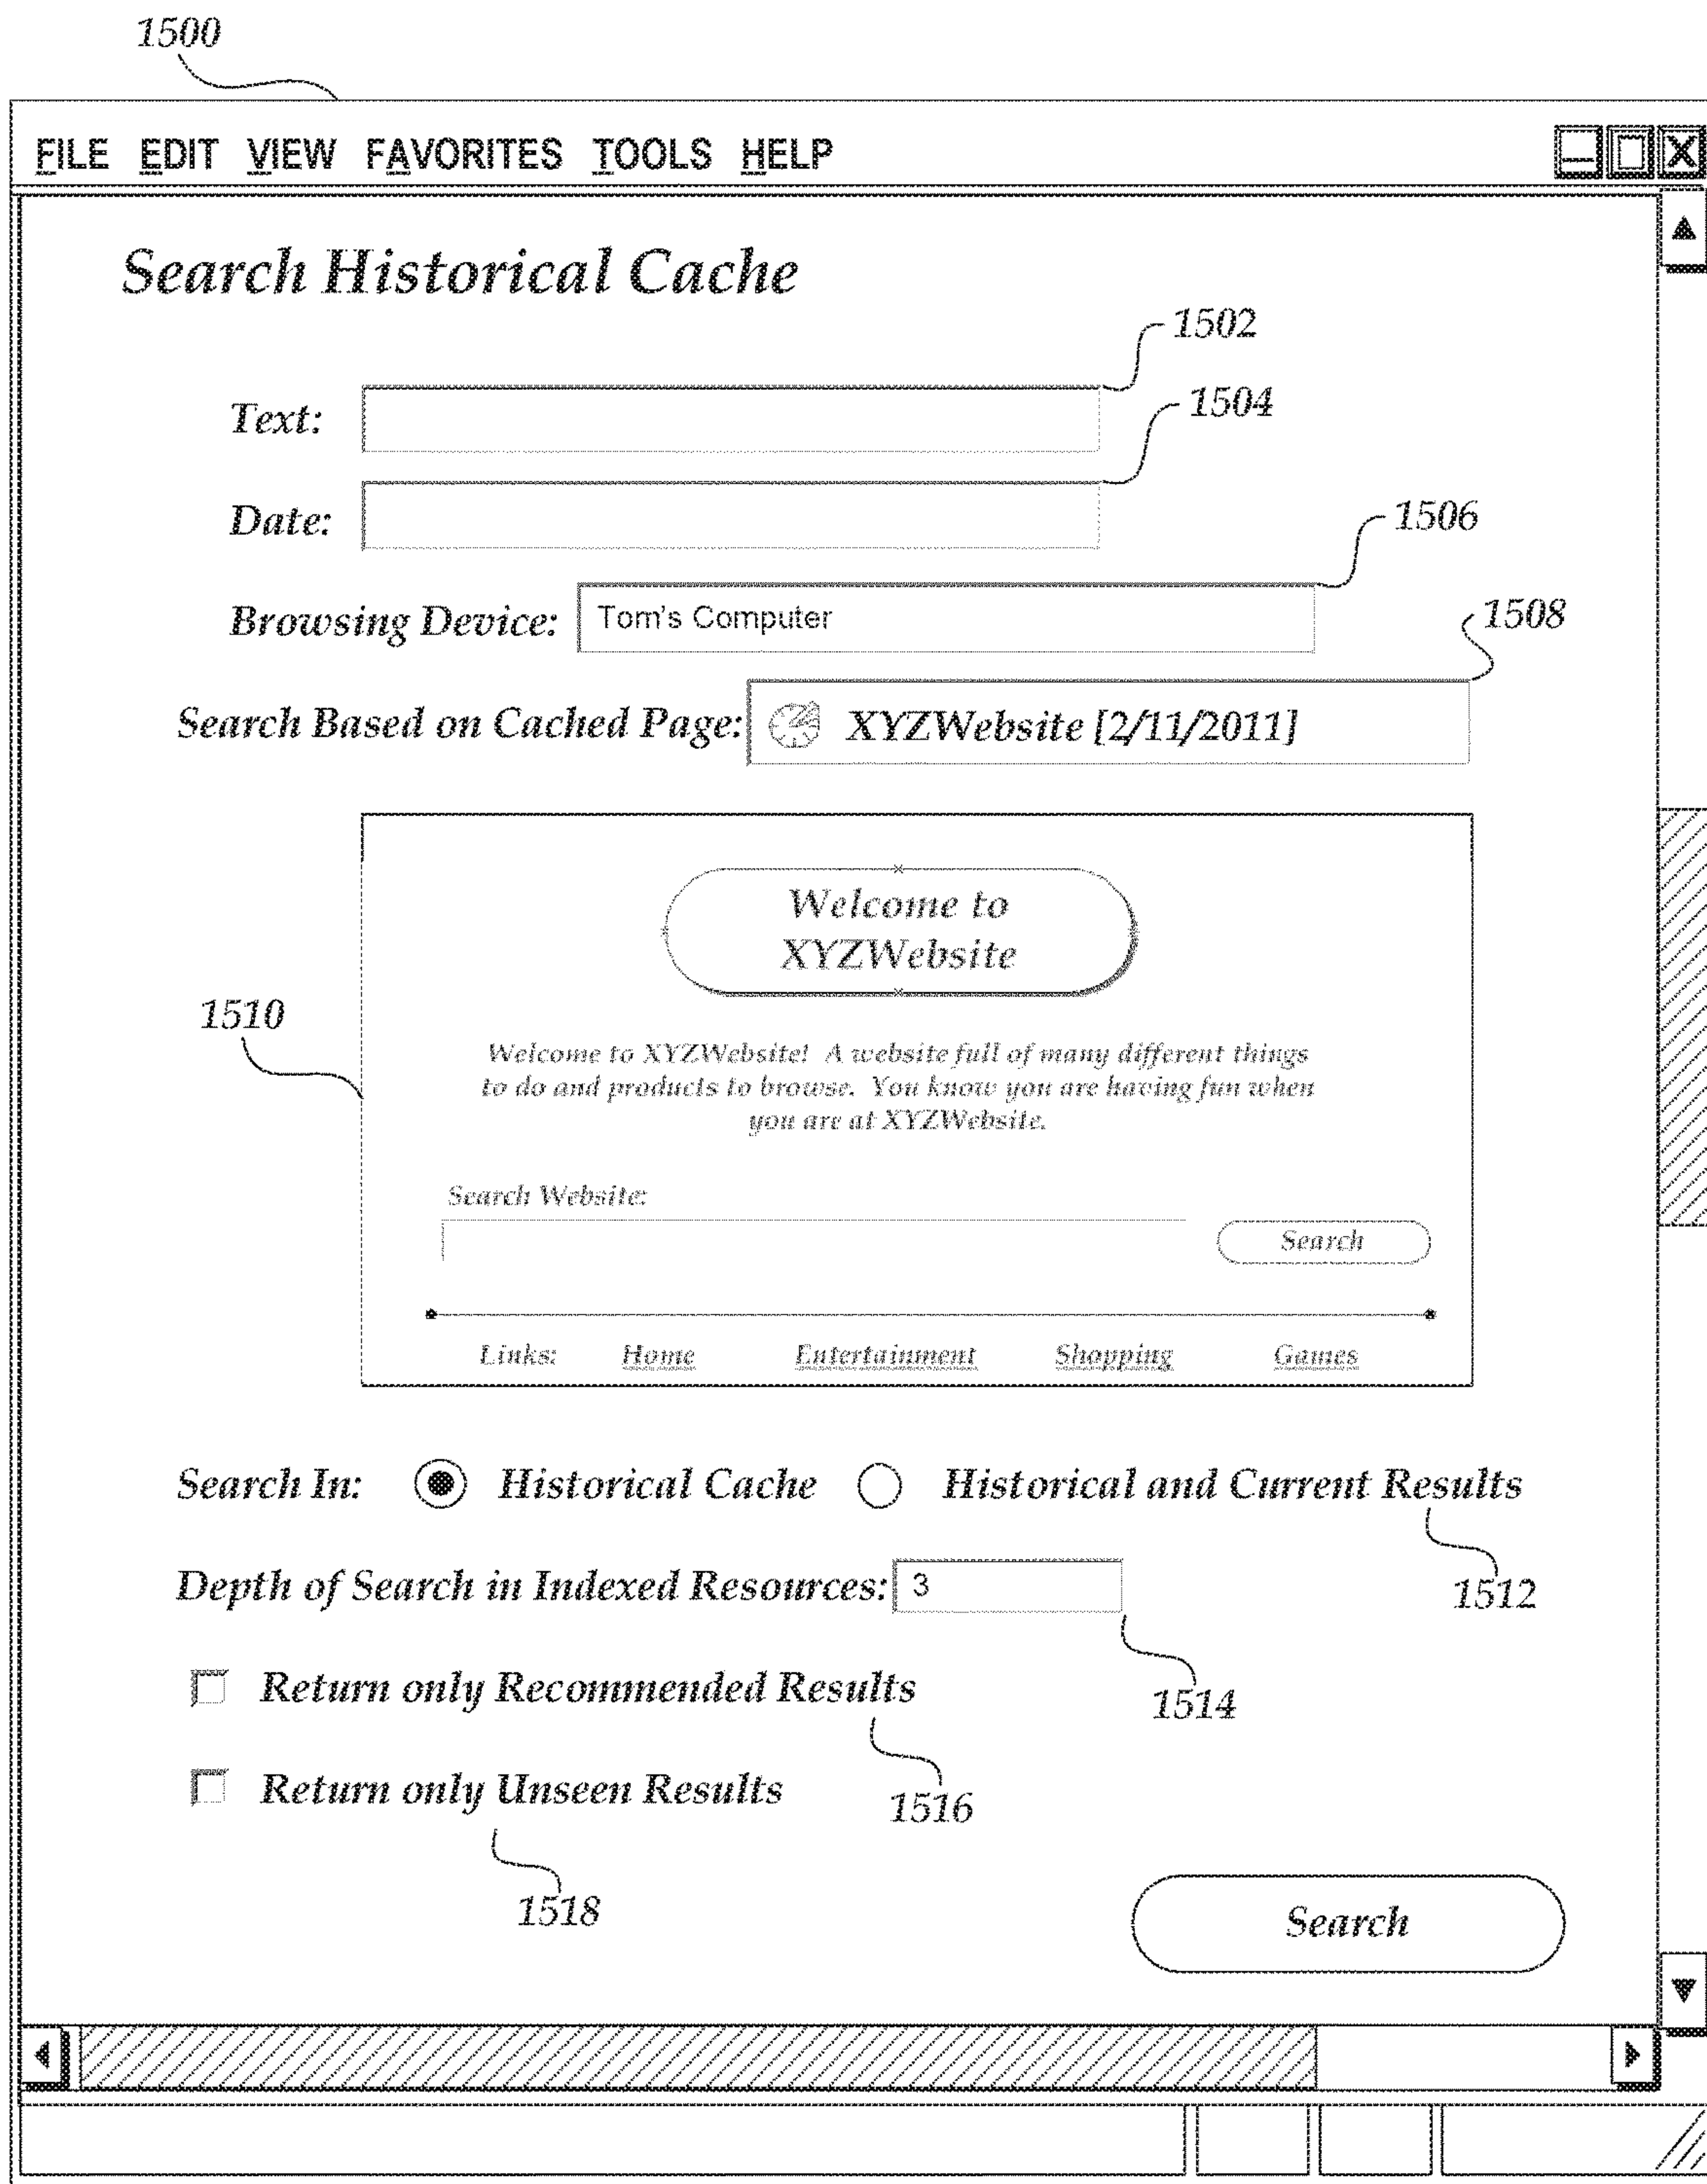 1500
FILE EDIT VIEW FAVORITES TOOLS HELP
Search Historical Cache
1502
Text:
1504
Date:
1506
Browsing Device: Tom's Computer
1508
Search Based on Cached Page: XYZWebsite [2/11/2011]
Welcome to
XYZWebsite
1510
Welcome to XYZWebsite! A website full of many different things
to do and products to browse. You know you are having fun when
you are at XYZWebsite.
Search Website:
Search
Links: Home Entertainment Shopping Games
Search In: Historical Cache Historical and Current Results
1512
Depth of Search in Indexed Resources: 3
1514
Return only Recommended Results
1516
Return only Unseen Results
1518
Search